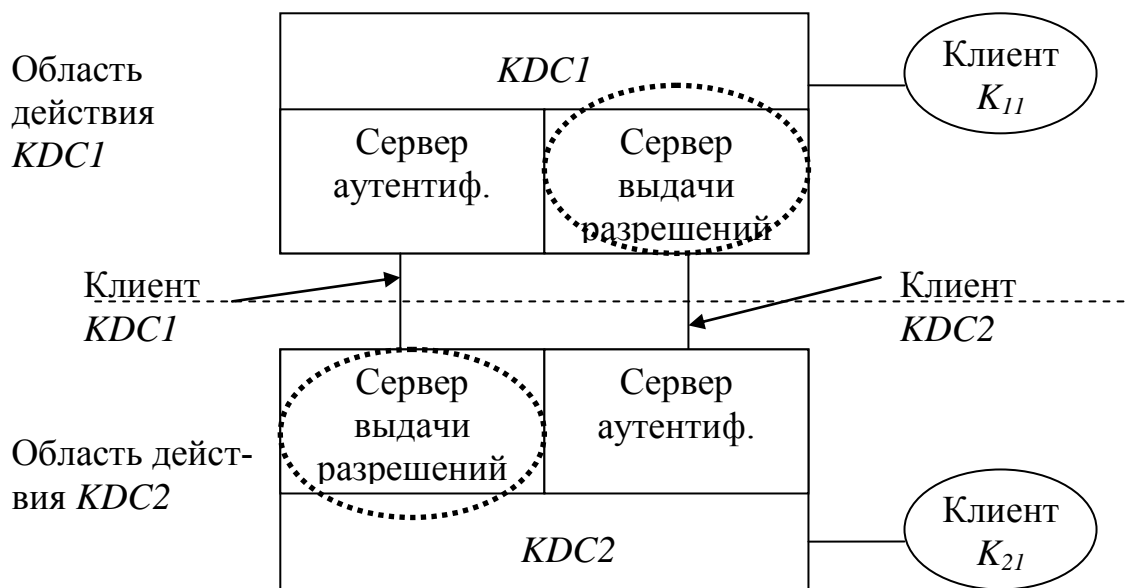 Область
действия
KDC1
KDC1
Клиент
K11
Сервер
аутентиф.
Сервер
выдачи
разрешений
Клиент
KDC1
Клиент
KDC2
Область дейст-
вия KDC2
Сервер
выдачи
разрешений
Сервер
аутентиф.
KDC2
Клиент
K21